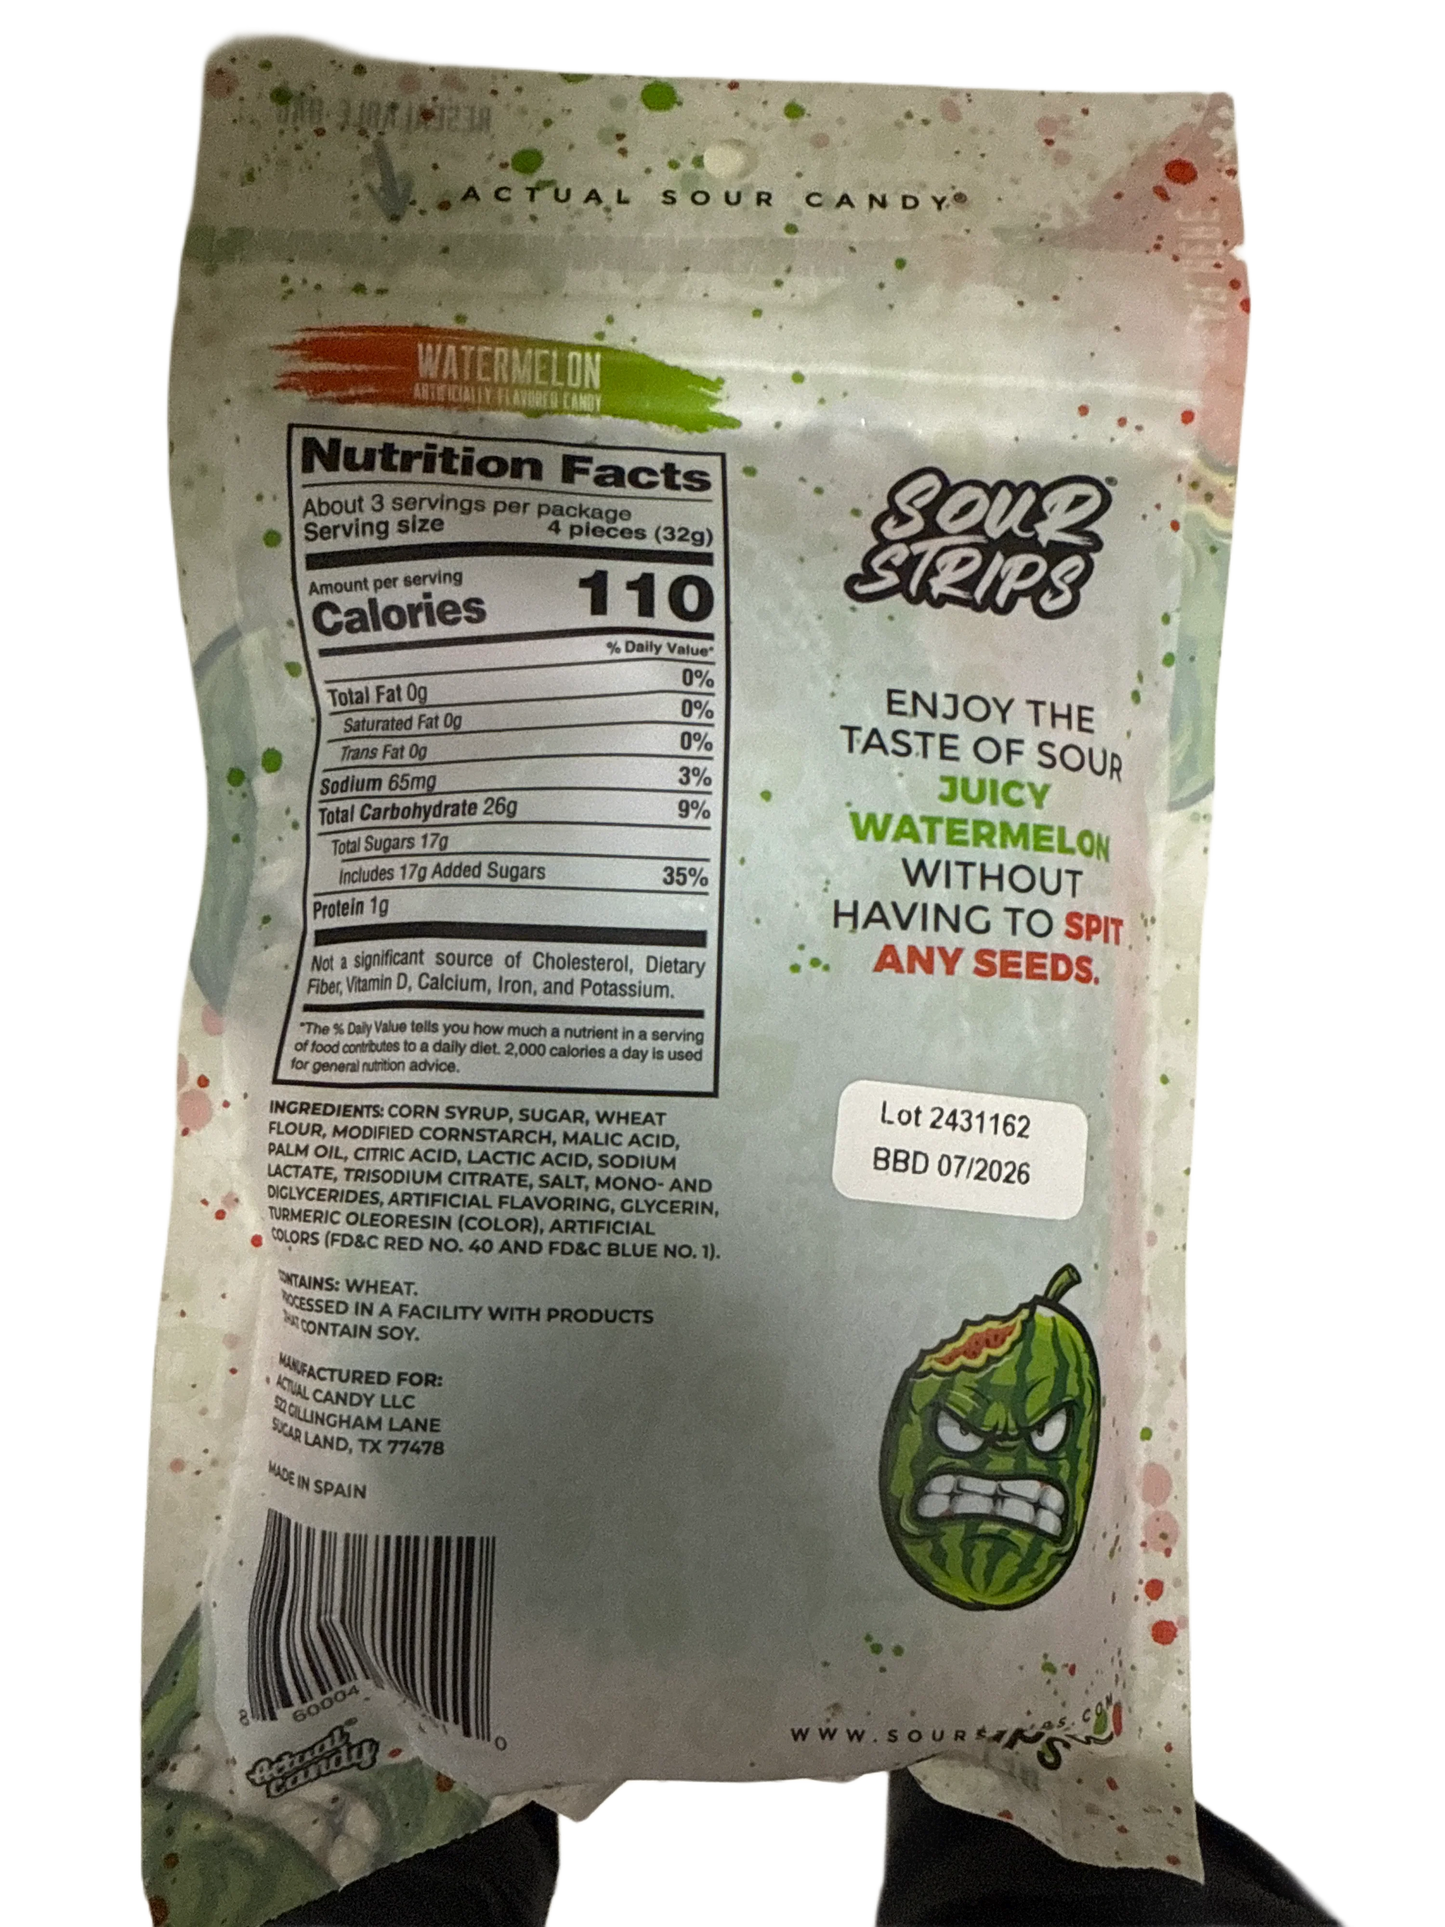 RESEALABLE BAG
ACTUAL SOUR CANDY®
WATERMELON
ARTIFICIALLY FLAVORED CANDY
Nutrition Facts
About 3 servings per package
Serving size 4 pieces (32g)
Amount per serving
Calories 110
% Daily Value*
Total Fat 0g 0%
Saturated Fat 0g 0%
Trans Fat 0g 0%
Sodium 65mg 3%
Total Carbohydrate 26g 9%
Total Sugars 17g
Includes 17g Added Sugars 35%
Protein 1g
Not a significant source of Cholesterol, Dietary
Fiber, Vitamin D, Calcium, Iron, and Potassium.
*The % Daily Value tells you how much a nutrient in a serving
of food contributes to a daily diet. 2,000 calories a day is used
for general nutrition advice.
INGREDIENTS: CORN SYRUP, SUGAR, WHEAT
FLOUR, MODIFIED CORNSTARCH, MALIC ACID,
PALM OIL, CITRIC ACID, LACTIC ACID, SODIUM
LACTATE, TRISODIUM CITRATE, SALT, MONO- AND
DIGLYCERIDES, ARTIFICIAL FLAVORING, GLYCERIN,
TURMERIC OLEORESIN (COLOR), ARTIFICIAL
COLORS (FD&C RED NO. 40 AND FD&C BLUE NO. 1).
CONTAINS: WHEAT.
PROCESSED IN A FACILITY WITH PRODUCTS
THAT CONTAIN SOY.
MANUFACTURED FOR:
ACTUAL CANDY LLC
522 GILLINGHAM LANE
SUGAR LAND, TX 77478
MADE IN SPAIN
8 60004 0
Actual®
Candy
SOUR®
STRIPS
ENJOY THE
TASTE OF SOUR
JUICY
WATERMELON
WITHOUT
HAVING TO SPIT
ANY SEEDS.
Lot 2431162
BBD 07/2026
WWW.SOURSTRIPS.COM